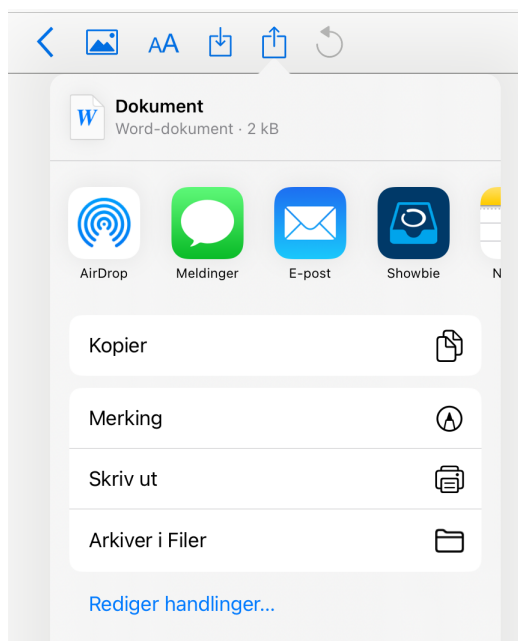 AA
Dokument
W
Word-dokument · 2 kB
AirDrop
Meldinger
E-post
Showbie
N
Kopier
Merking
Skriv ut
Arkiver i Filer
Rediger handlinger...